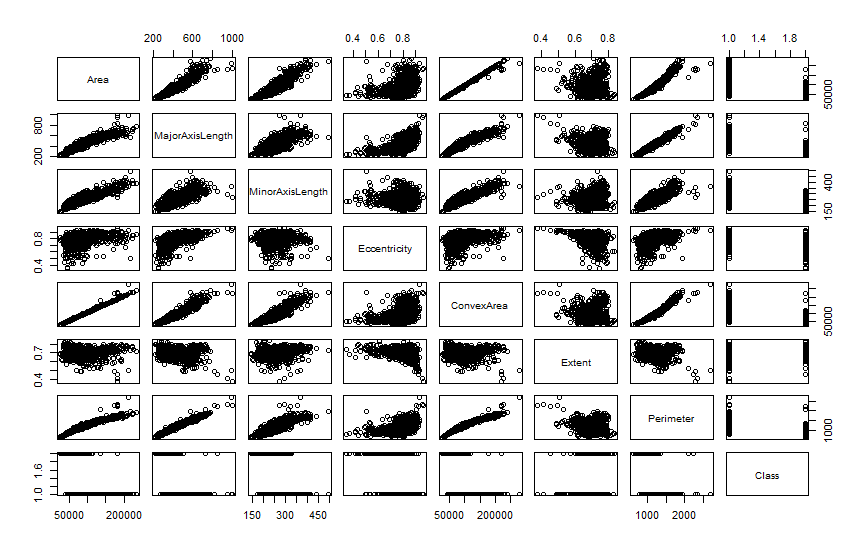 200 600 1000 0.4 0.6 0.8 0.4 0.6 0.8 1.0 1.4 1.8
Area 50000
200 800 MajorAxisLength
MinorAxisLength 150 400
0.4 0.8 Eccentricity
ConvexArea 50000
0.4 0.7 Extent
Perimeter 1000
1.0 1.6 Class
50000 200000 150 300 450 50000 200000 1000 2000